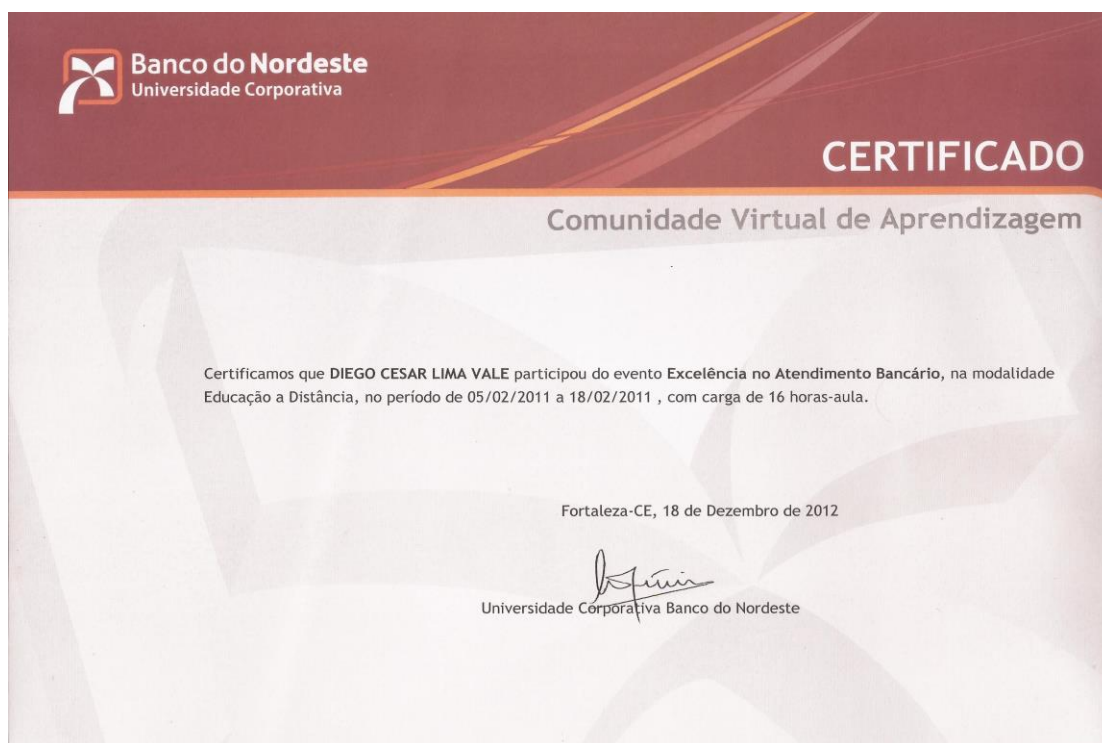 Banco do Nordeste
Universidade Corporativa
CERTIFICADO
Comunidade Virtual de Aprendizagem
Certificamos que DIEGO CESAR LIMA VALE participou do evento Excelência no Atendimento Bancário, na modalidade
Educação a Distância, no período de 05/02/2011 a 18/02/2011 , com carga de 16 horas-aula.
Fortaleza-CE, 18 de Dezembro de 2012
Universidade Corporativa Banco do Nordeste